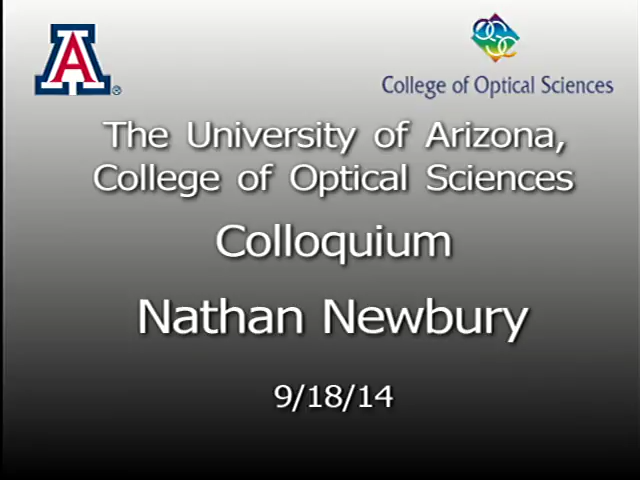 A®
College of Optical Sciences
The University of Arizona,
College of Optical Sciences
Colloquium
Nathan Newbury
9/18/14